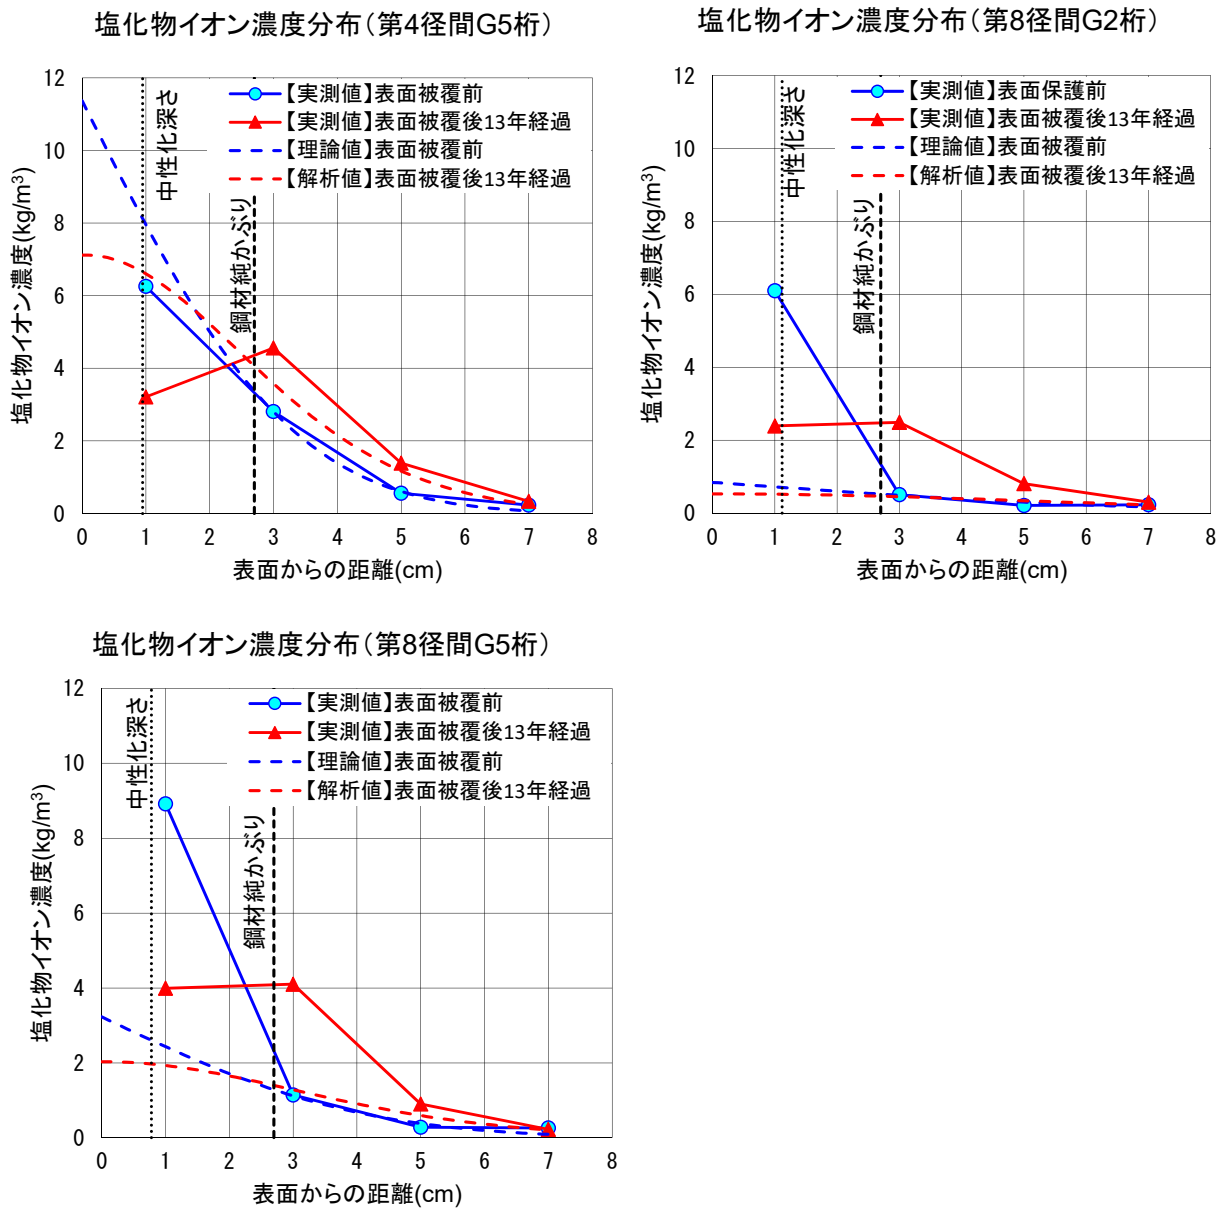 塩化物イオン濃度分布（第4径間G5桁）
【実測値】表面被覆前
【実測値】表面被覆後13年経過
【理論値】表面被覆前
【解析値】表面被覆後13年経過
中性化深さ
鋼材純かぶり
塩化物イオン濃度(kg/m³)
12
10
8
6
4
2
0
0 1 2 3 4 5 6 7 8
表面からの距離(cm)
塩化物イオン濃度分布（第8径間G2桁）
【実測値】表面保護前
【実測値】表面被覆後13年経過
【理論値】表面被覆前
【解析値】表面被覆後13年経過
中性化深さ
鋼材純かぶり
塩化物イオン濃度(kg/m³)
12
10
8
6
4
2
0
0 1 2 3 4 5 6 7 8
表面からの距離(cm)
塩化物イオン濃度分布（第8径間G5桁）
【実測値】表面被覆前
【実測値】表面被覆後13年経過
【理論値】表面被覆前
【解析値】表面被覆後13年経過
中性化深さ
鋼材純かぶり
塩化物イオン濃度(kg/m³)
12
10
8
6
4
2
0
0 1 2 3 4 5 6 7 8
表面からの距離(cm)